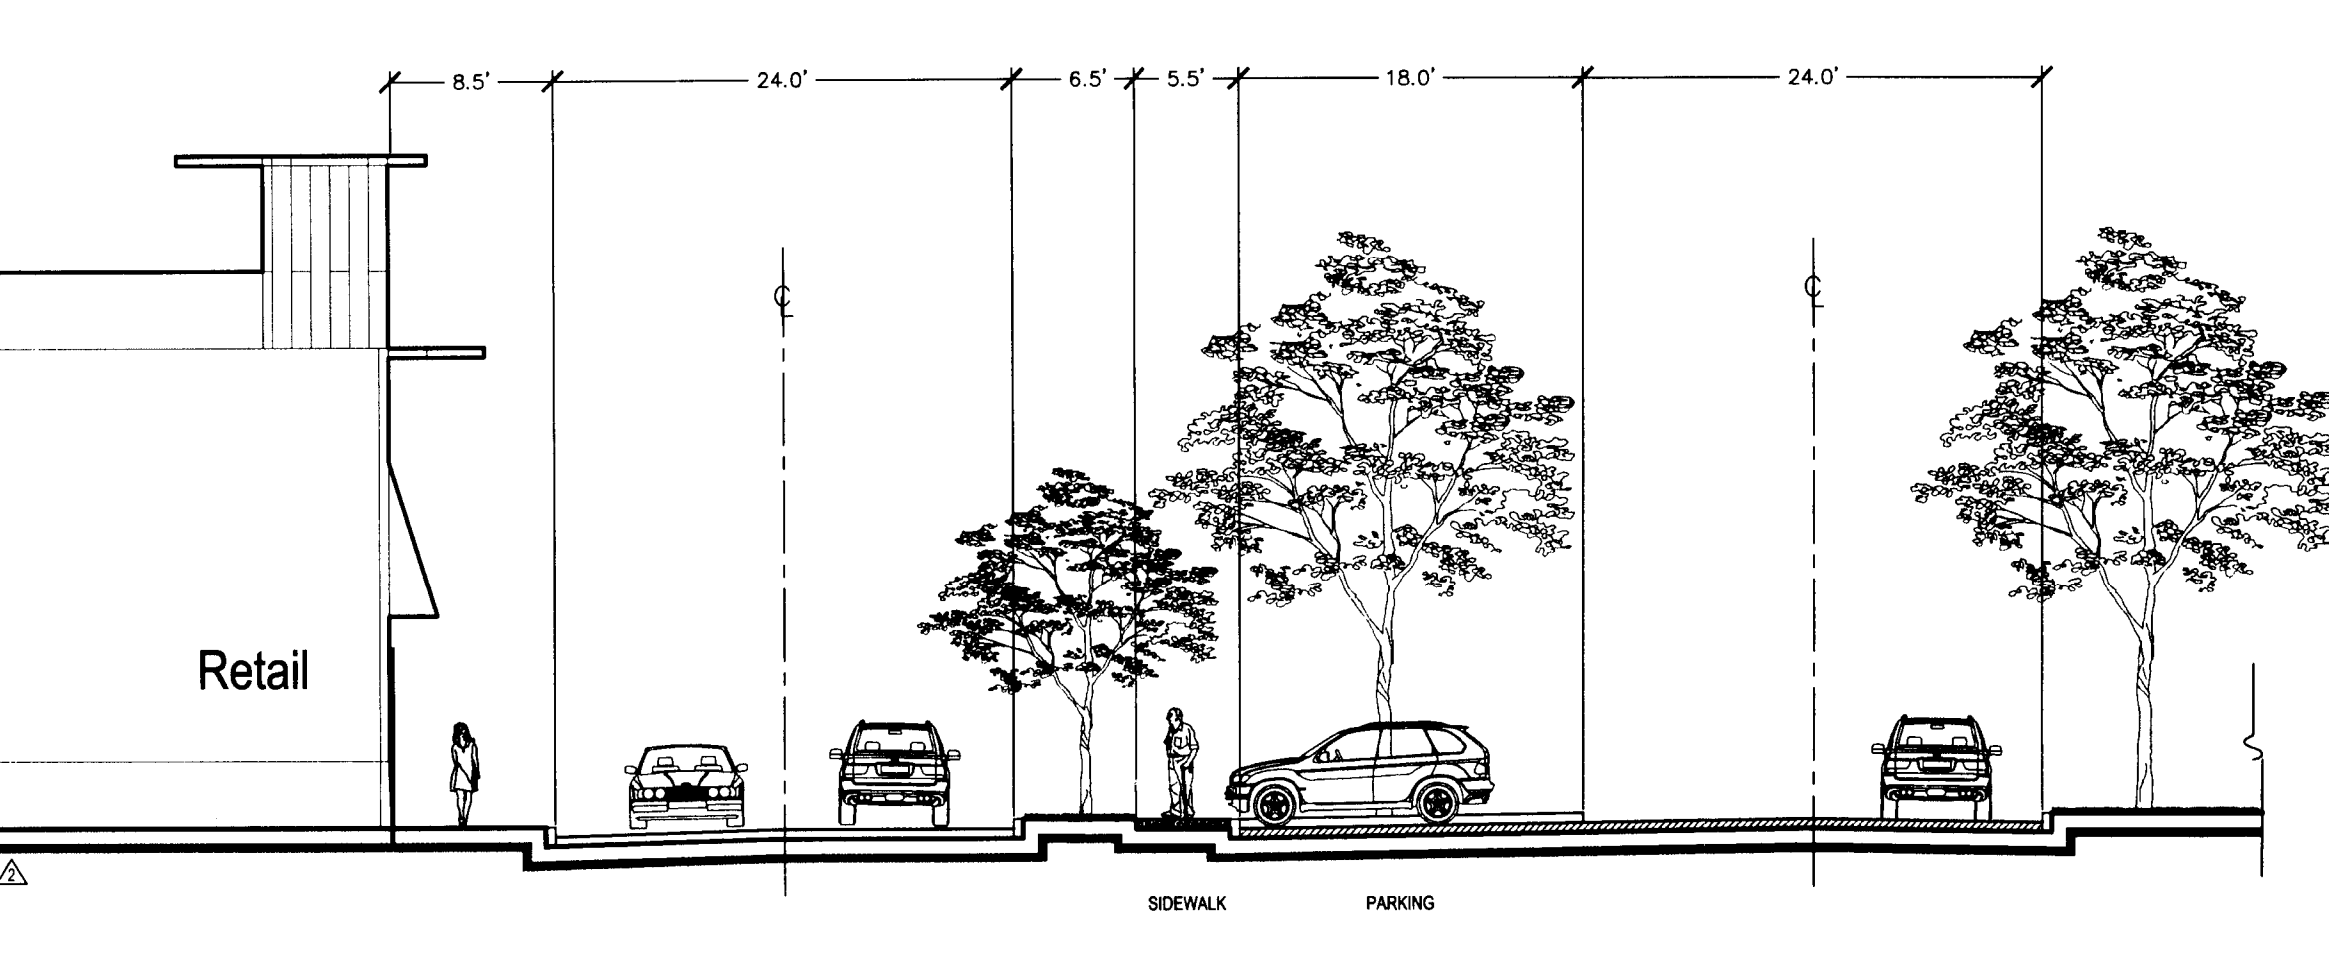 8.5' 24.0' 6.5' 5.5' 18.0' 24.0'
℄ ℄
Retail
2
SIDEWALK PARKING